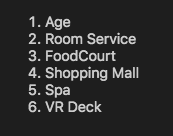 1. Age
2. Room Service
3. FoodCourt
4. Shopping Mall
5. Spa
6. VR Deck